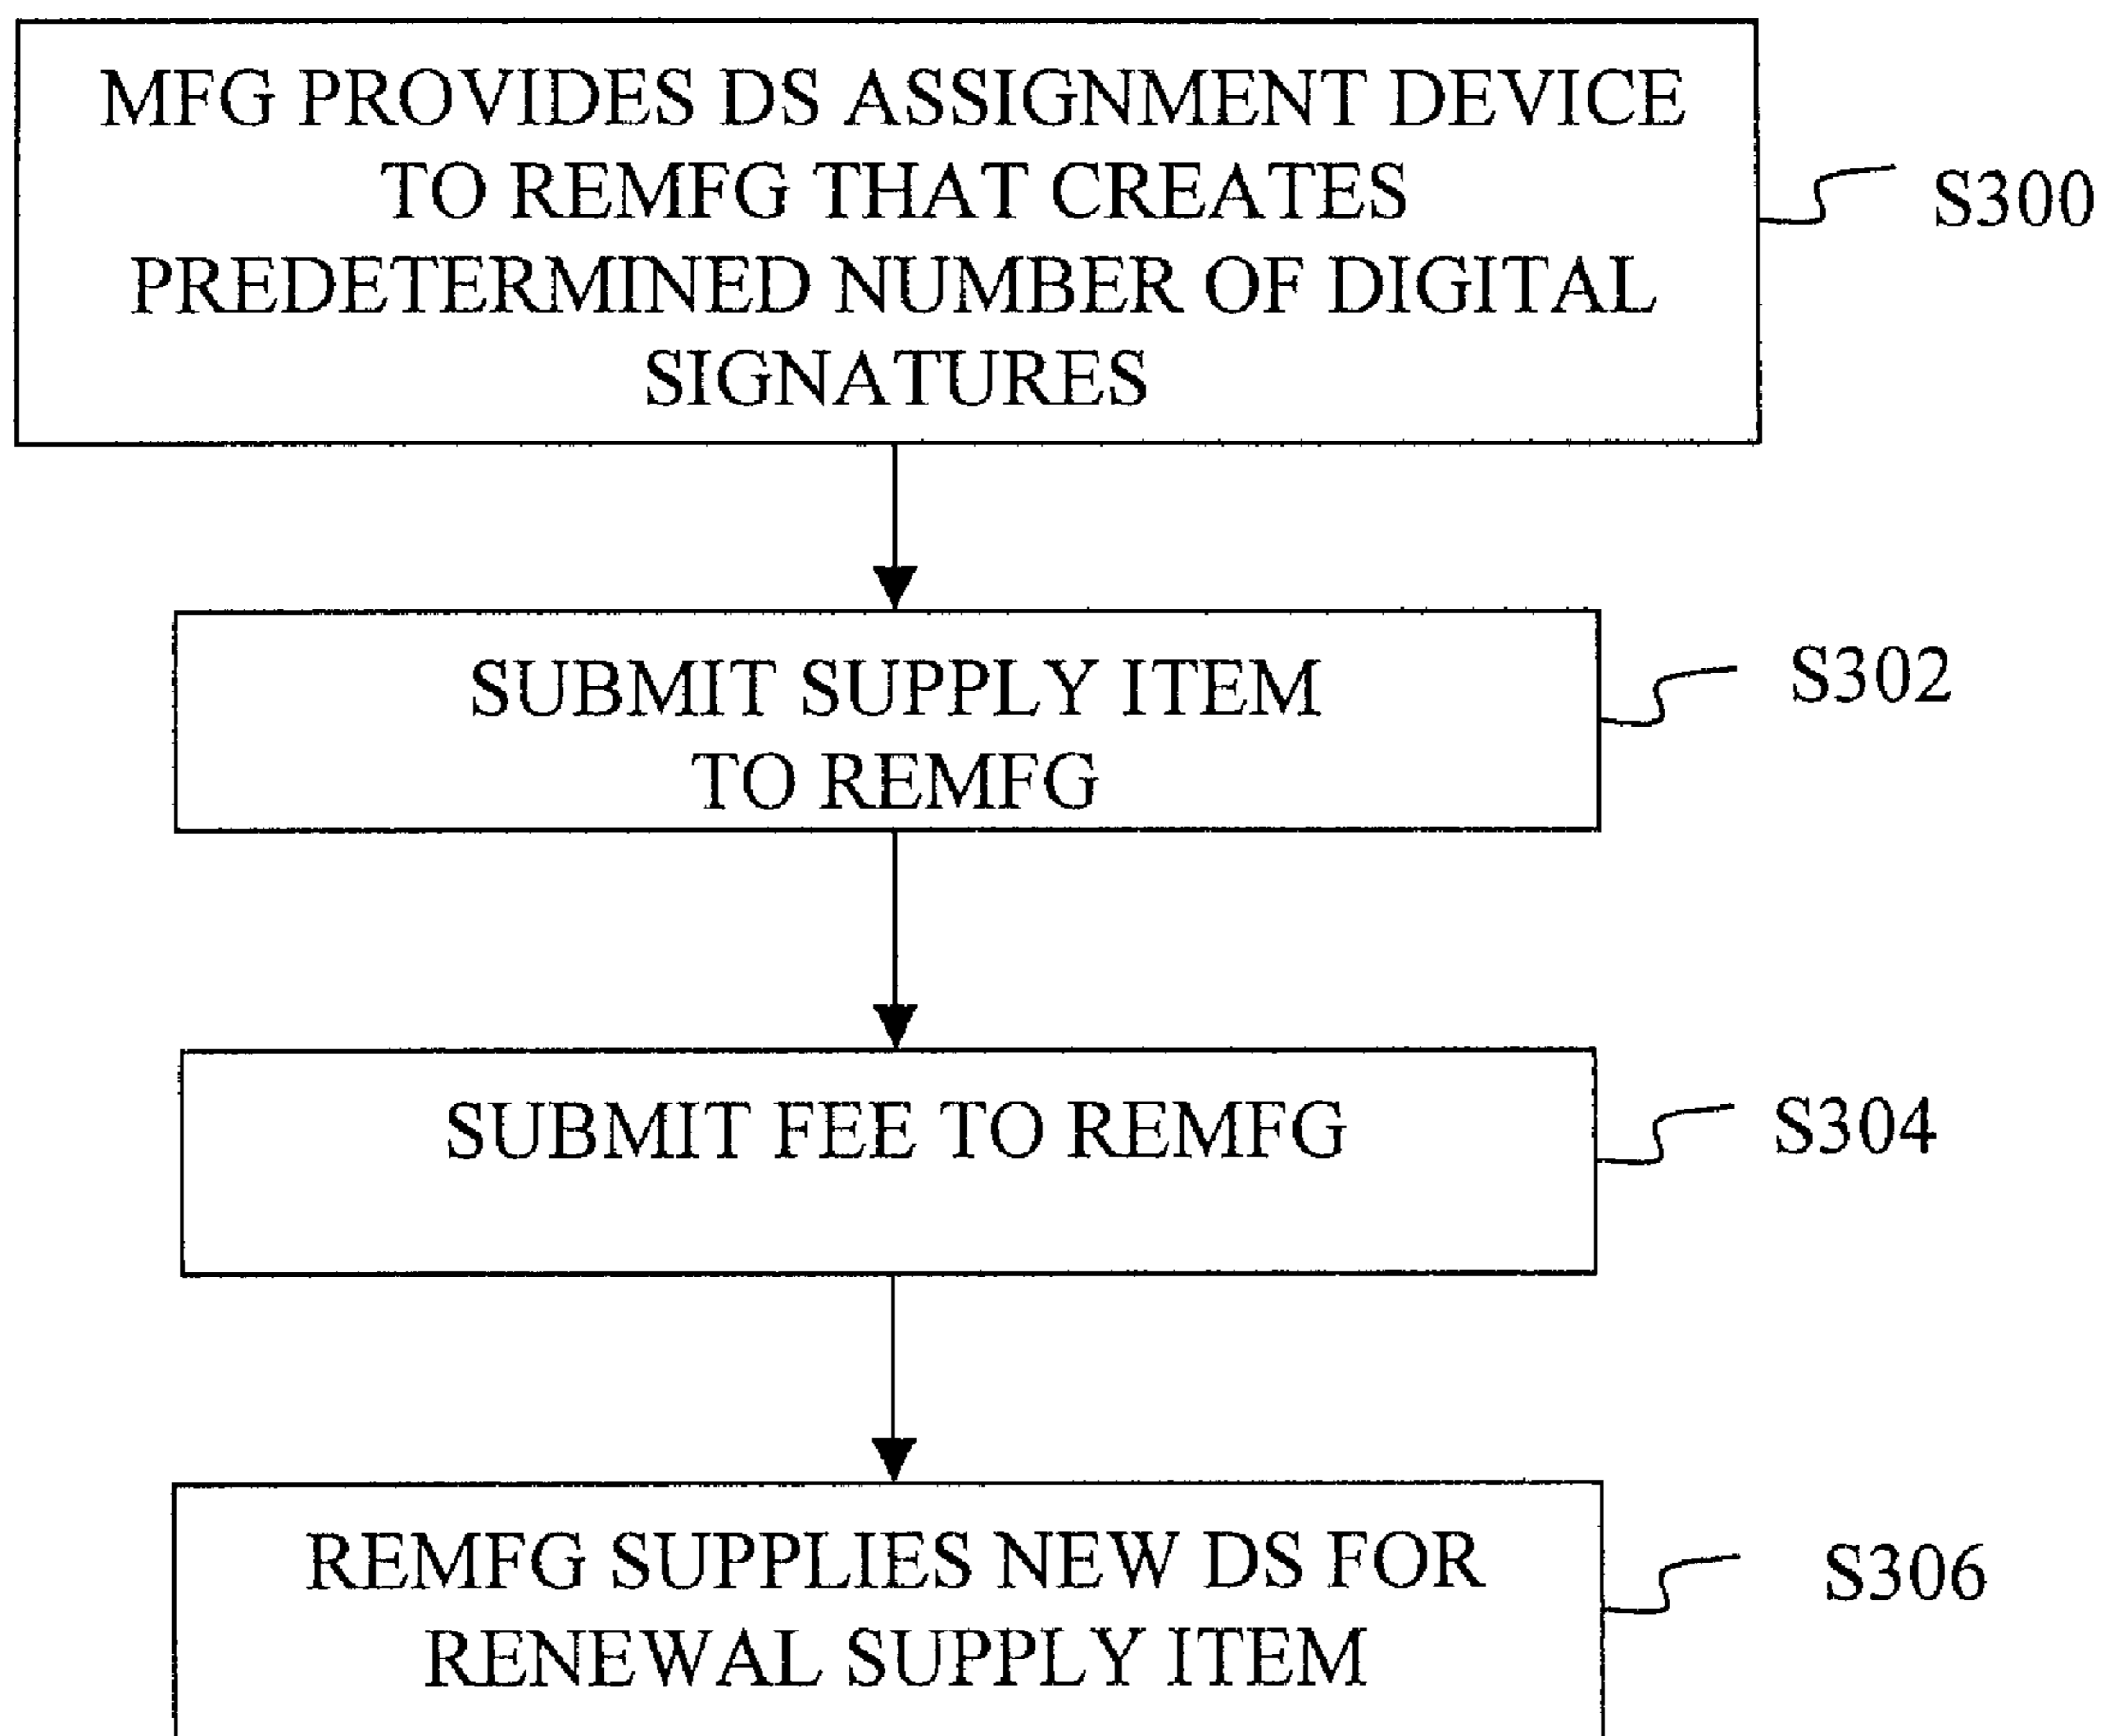 MFG PROVIDES DS ASSIGNMENT DEVICE
TO REMFG THAT CREATES
PREDETERMINED NUMBER OF DIGITAL
SIGNATURES
S300
SUBMIT SUPPLY ITEM
TO REMFG
S302
SUBMIT FEE TO REMFG
S304
REMFG SUPPLIES NEW DS FOR
RENEWAL SUPPLY ITEM
S306